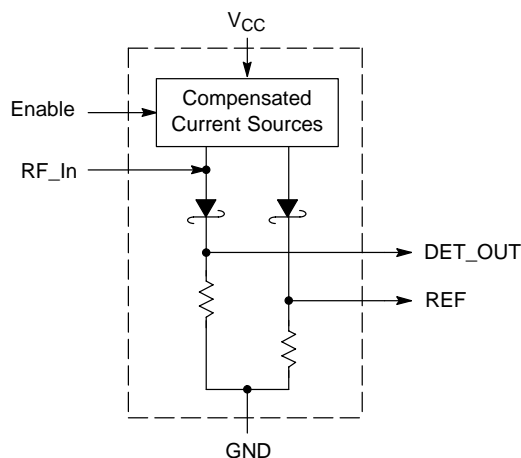 VCC
Enable
Compensated
Current Sources
RF_In
DET_OUT
REF
GND